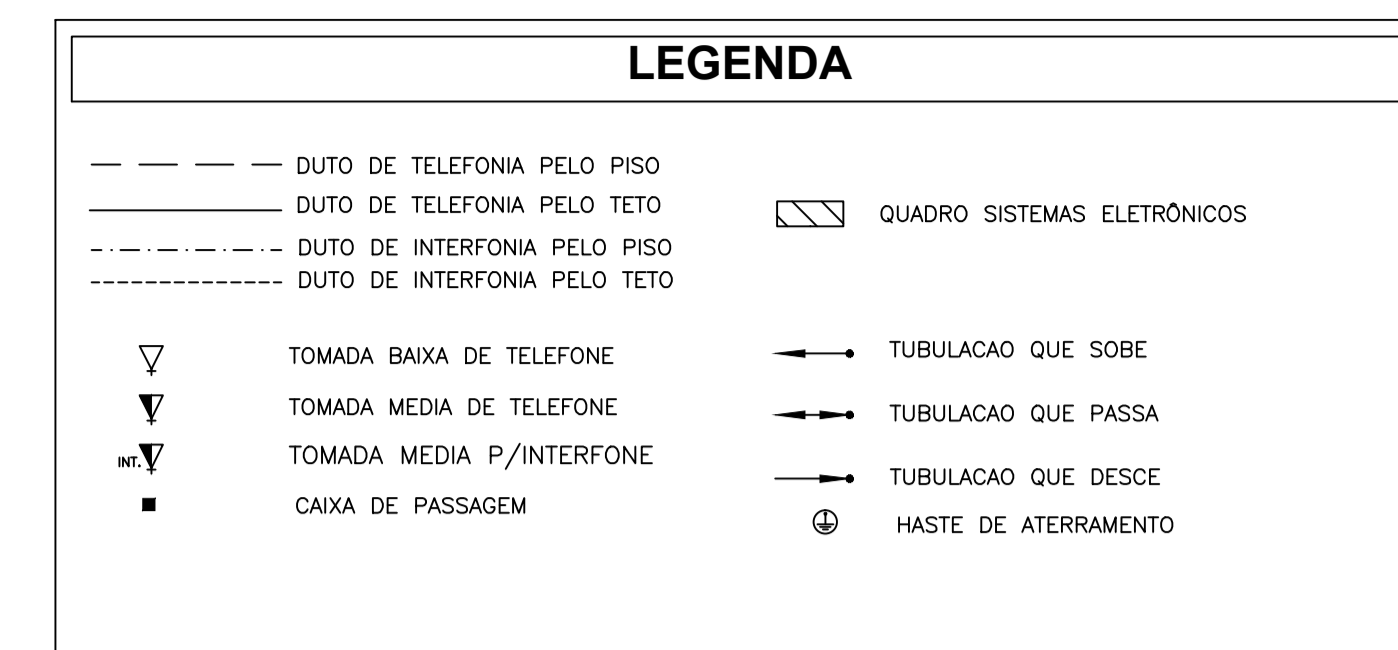 LEGENDA
DUTO DE TELEFONIA PELO PISO
DUTO DE TELEFONIA PELO TETO
DUTO DE INTERFONIA PELO PISO
DUTO DE INTERFONIA PELO TETO
TOMADA BAIXA DE TELEFONE
TOMADA MEDIA DE TELEFONE
INT. TOMADA MEDIA P/INTERFONE
CAIXA DE PASSAGEM
QUADRO SISTEMAS ELETRÔNICOS
TUBULACAO QUE SOBE
TUBULACAO QUE PASSA
TUBULACAO QUE DESCE
HASTE DE ATERRAMENTO